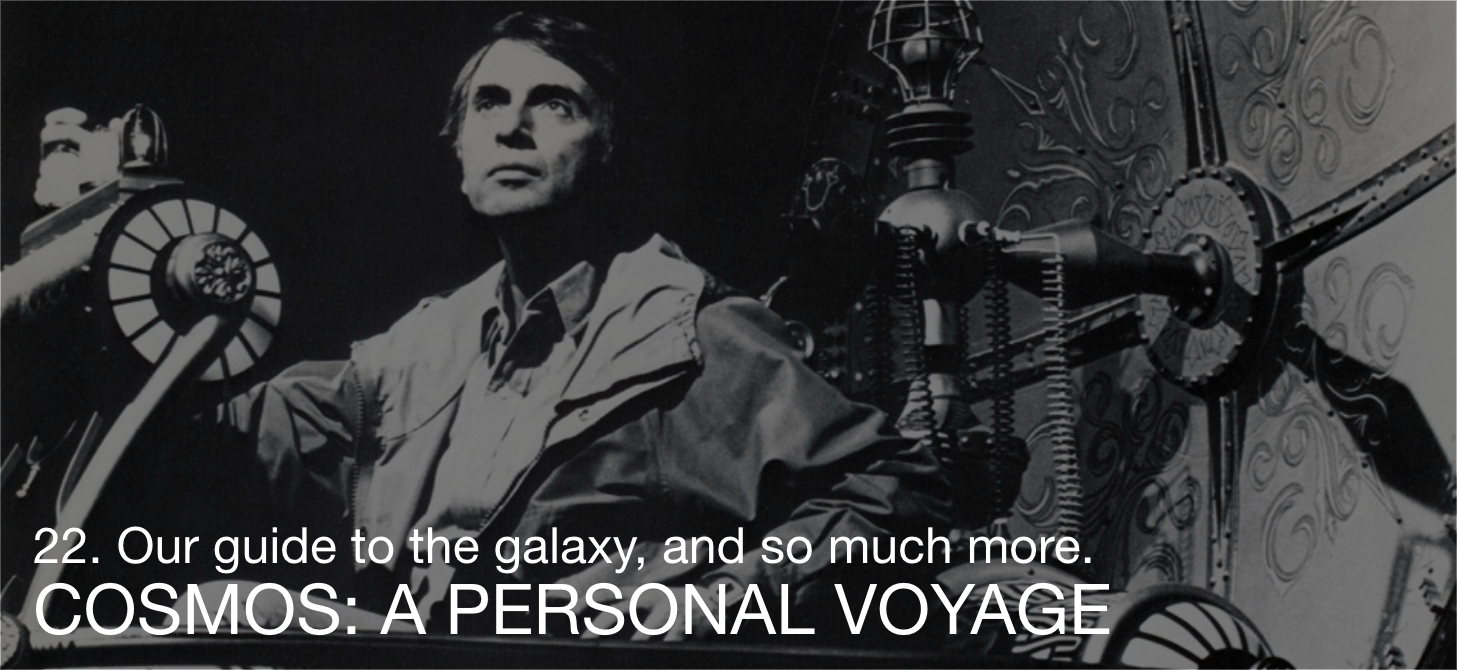 22. Our guide to the galaxy, and so much more.
COSMOS: A PERSONAL VOYAGE